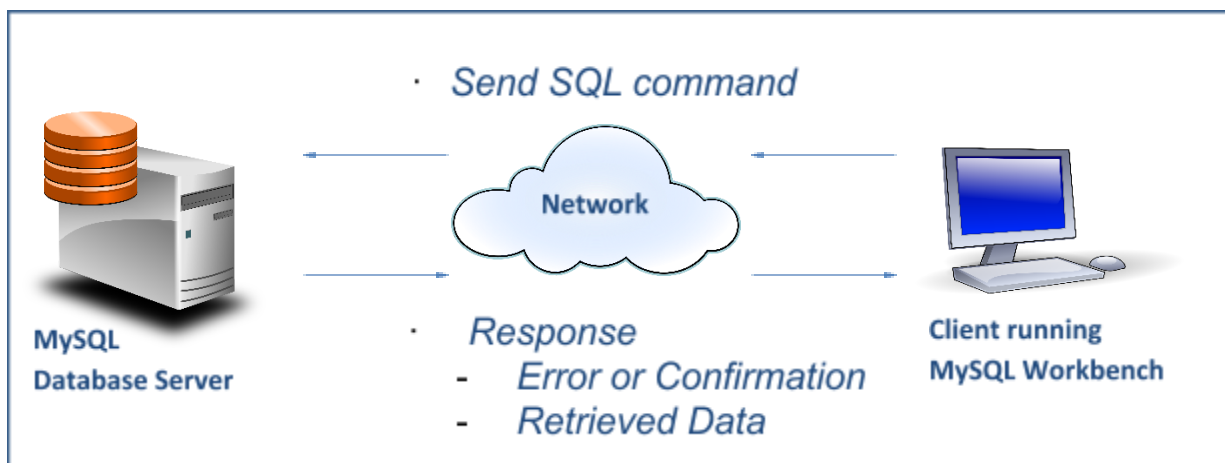 · Send SQL command
Network
MySQL
Database Server
· Response
- Error or Confirmation
- Retrieved Data
Client running
MySQL Workbench